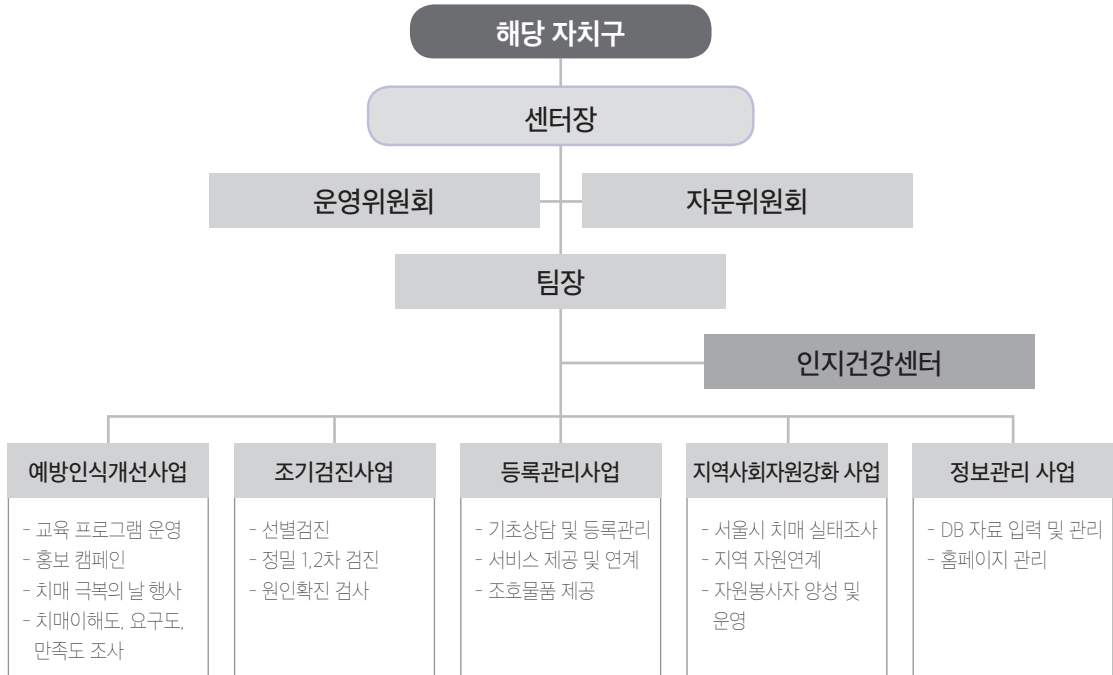 해당 자치구
센터장
운영위원회
자문위원회
팀장
인지건강센터
예방인식개선사업
- 교육 프로그램 운영
- 홍보 캠페인
- 치매 극복의 날 행사
- 치매이해도, 요구도,
만족도 조사
조기검진사업
- 선별검진
- 정밀 1,2차 검진
- 원인확진 검사
등록관리사업
- 기초상담 및 등록관리
- 서비스 제공 및 연계
- 조호물품 제공
지역사회자원강화 사업
- 서울시 치매 실태조사
- 지역 자원연계
- 자원봉사자 양성 및
운영
정보관리 사업
- DB 자료 입력 및 관리
- 홈페이지 관리